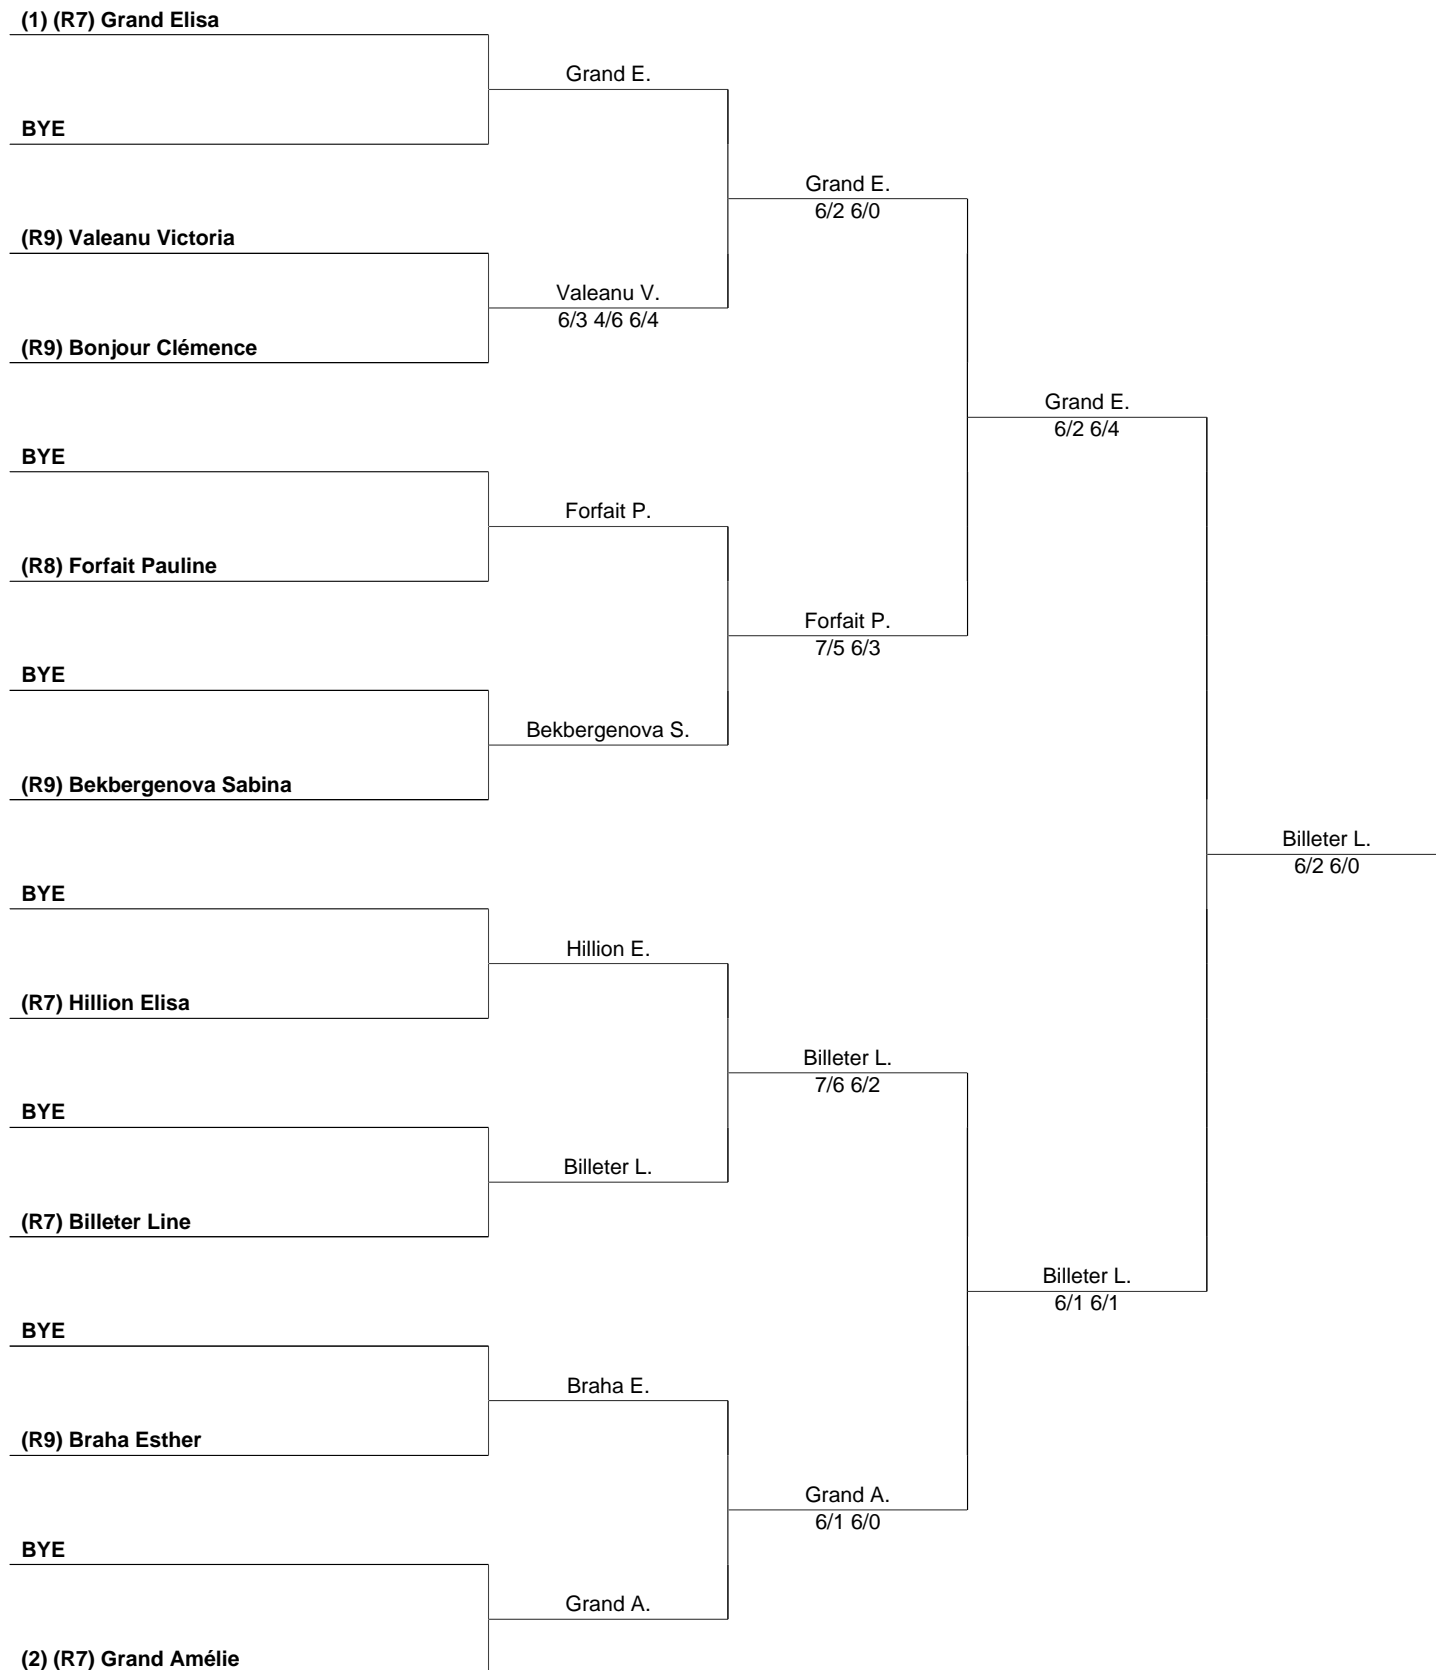 (1) (R7) Grand Elisa
Grand E.
BYE
Grand E.
6/2 6/0
(R9) Valeanu Victoria
Valeanu V.
6/3 4/6 6/4
(R9) Bonjour Clémence
Grand E.
6/2 6/4
BYE
Forfait P.
(R8) Forfait Pauline
Forfait P.
7/5 6/3
BYE
Bekbergenova S.
(R9) Bekbergenova Sabina
Billeter L.
6/2 6/0
BYE
Hillion E.
(R7) Hillion Elisa
Billeter L.
7/6 6/2
BYE
Billeter L.
(R7) Billeter Line
Billeter L.
6/1 6/1
BYE
Braha E.
(R9) Braha Esther
Grand A.
6/1 6/0
BYE
Grand A.
(2) (R7) Grand Amélie